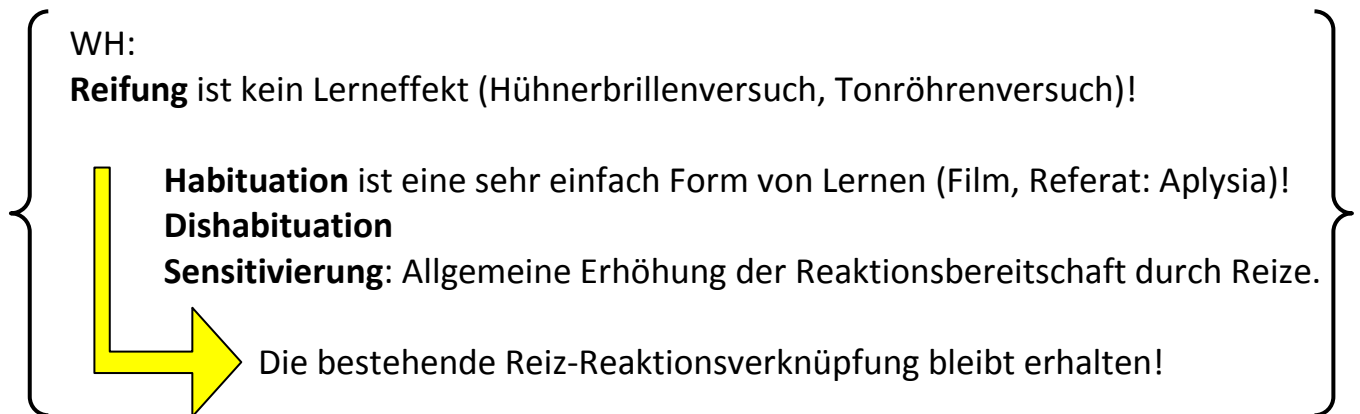 WH:
Reifung ist kein Lerneffekt (Hühnerbrillenversuch, Tonröhrenversuch)!
Habituation ist eine sehr einfach Form von Lernen (Film, Referat: Aplysia)!
Dishabituation
Sensitivierung: Allgemeine Erhöhung der Reaktionsbereitschaft durch Reize.
Die bestehende Reiz-Reaktionsverknüpfung bleibt erhalten!